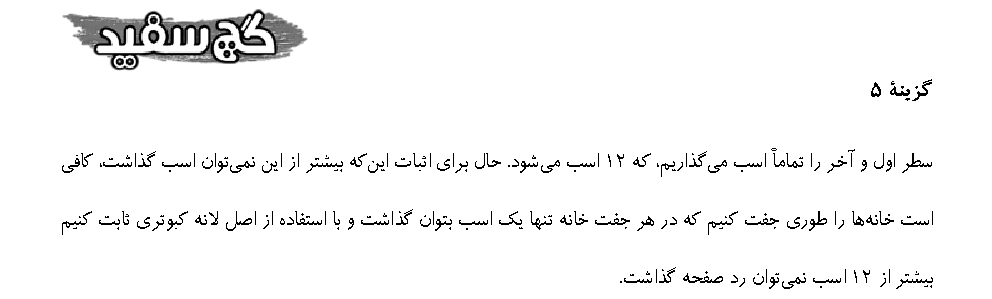 گچ سفید
گزینهٔ ۵
سطر اول و آخر را تماماً اسب می‌گذاریم، که ۱۲ اسب می‌شود. حال برای اثبات این‌که بیشتر از این نمی‌توان اسب گذاشت، کافی
است خانه‌ها را طوری جفت کنیم که در هر جفت خانه تنها یک اسب بتوان گذاشت و با استفاده از اصل لانه کبوتری ثابت کنیم
بیشتر از ۱۲ اسب نمی‌توان رد صفحه گذاشت.